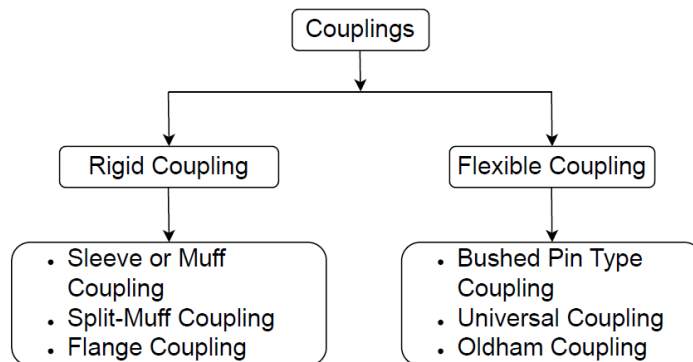 Couplings
Rigid Coupling
Flexible Coupling
• Sleeve or Muff
Coupling
• Split-Muff Coupling
• Flange Coupling
• Bushed Pin Type
Coupling
• Universal Coupling
• Oldham Coupling